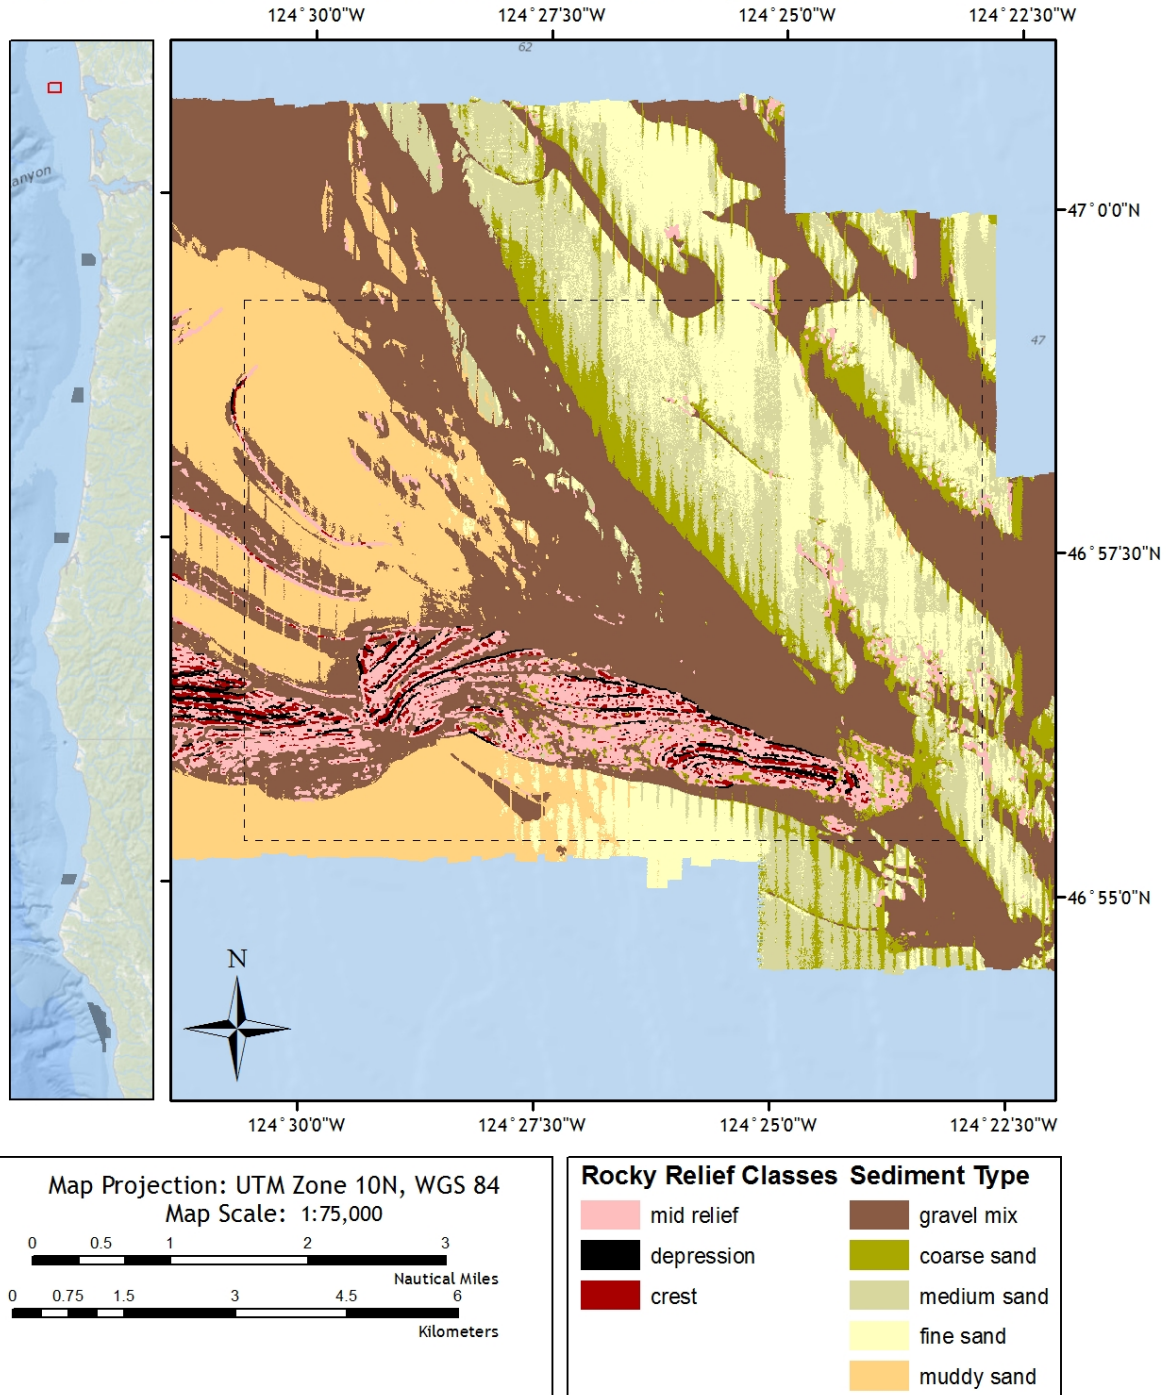 124°30'0"W 124°27'30"W 124°25'0"W 124°22'30"W
62
anyon
47°0'0"N
47
46°57'30"N
46°55'0"N
N
124°30'0"W 124°27'30"W 124°25'0"W 124°22'30"W
Map Projection: UTM Zone 10N, WGS 84
Map Scale: 1:75,000
0 0.5 1 2 3
Nautical Miles
0 0.75 1.5 3 4.5 6
Kilometers
Rocky Relief Classes
mid relief
depression
crest
Sediment Type
gravel mix
coarse sand
medium sand
fine sand
muddy sand